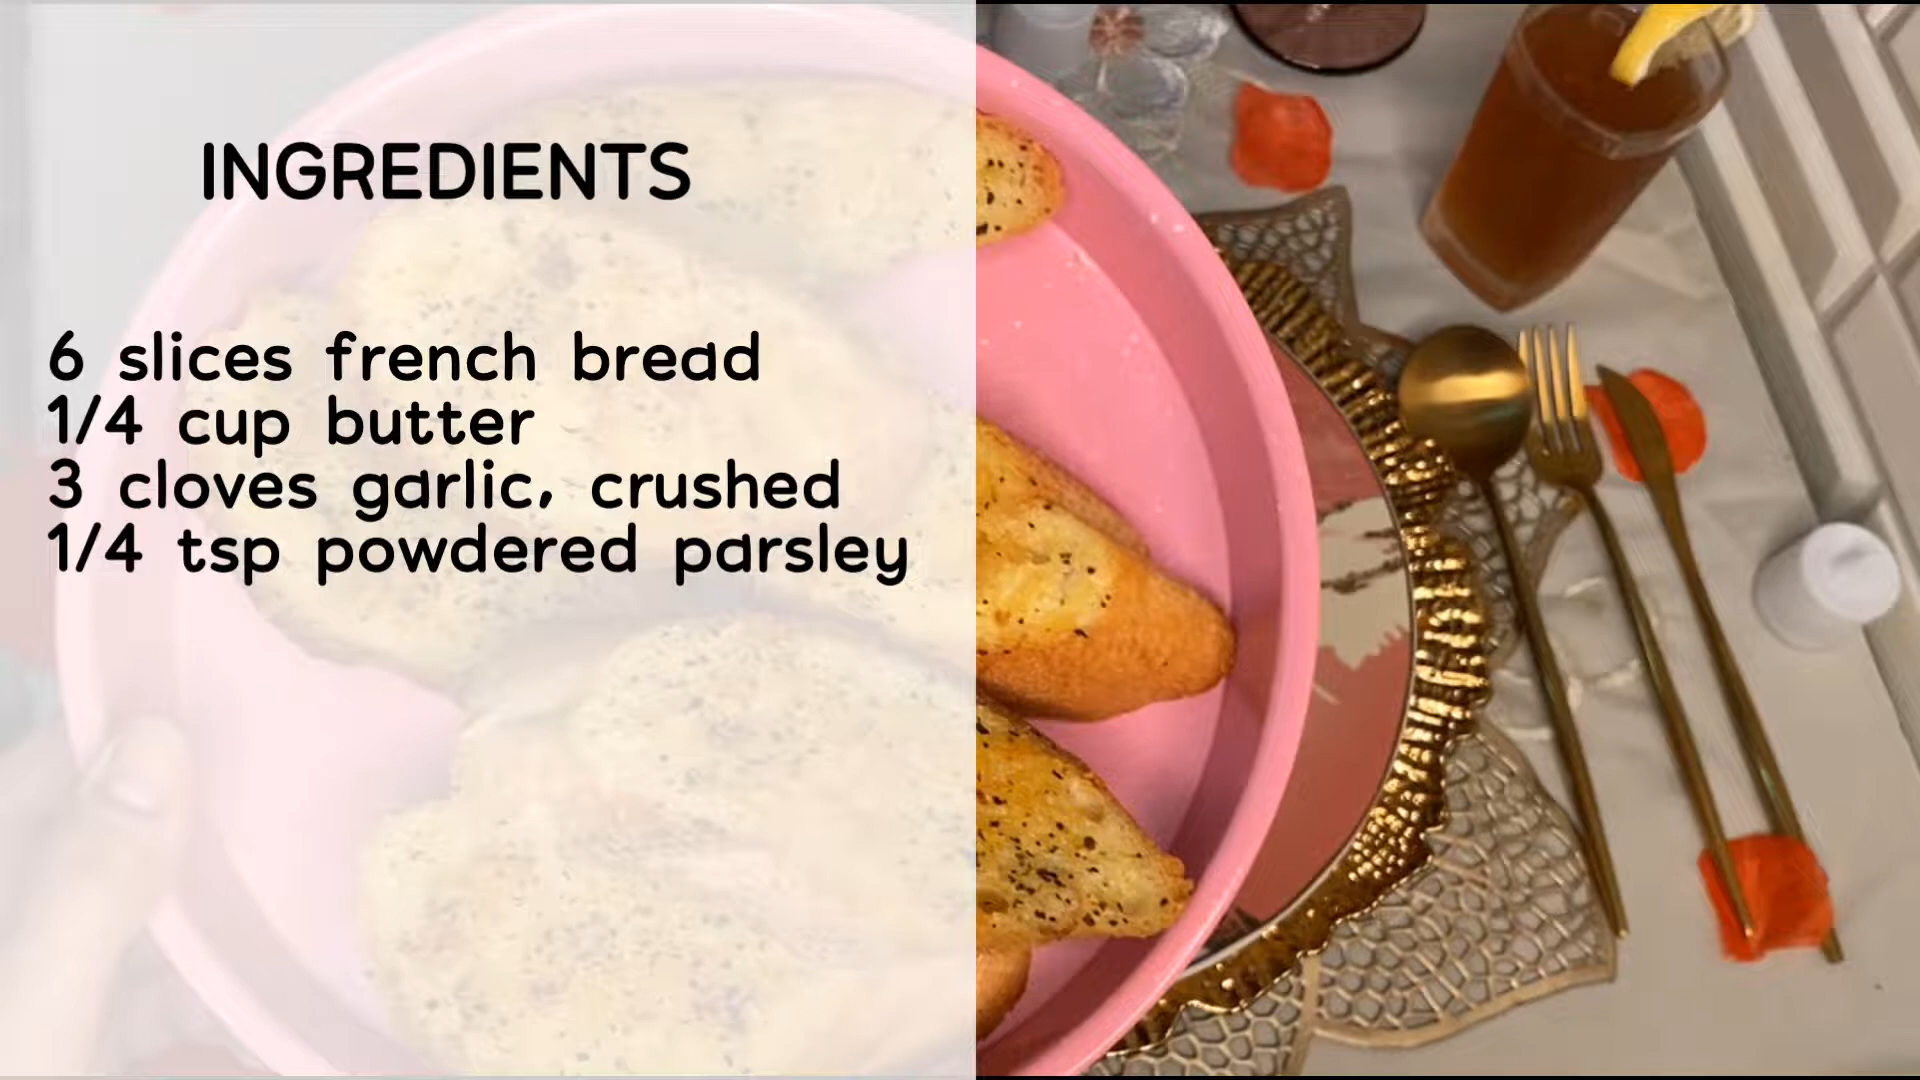 INGREDIENTS
6 slices french bread
1/4 cup butter
3 cloves garlic, crushed
1/4 tsp powdered parsley